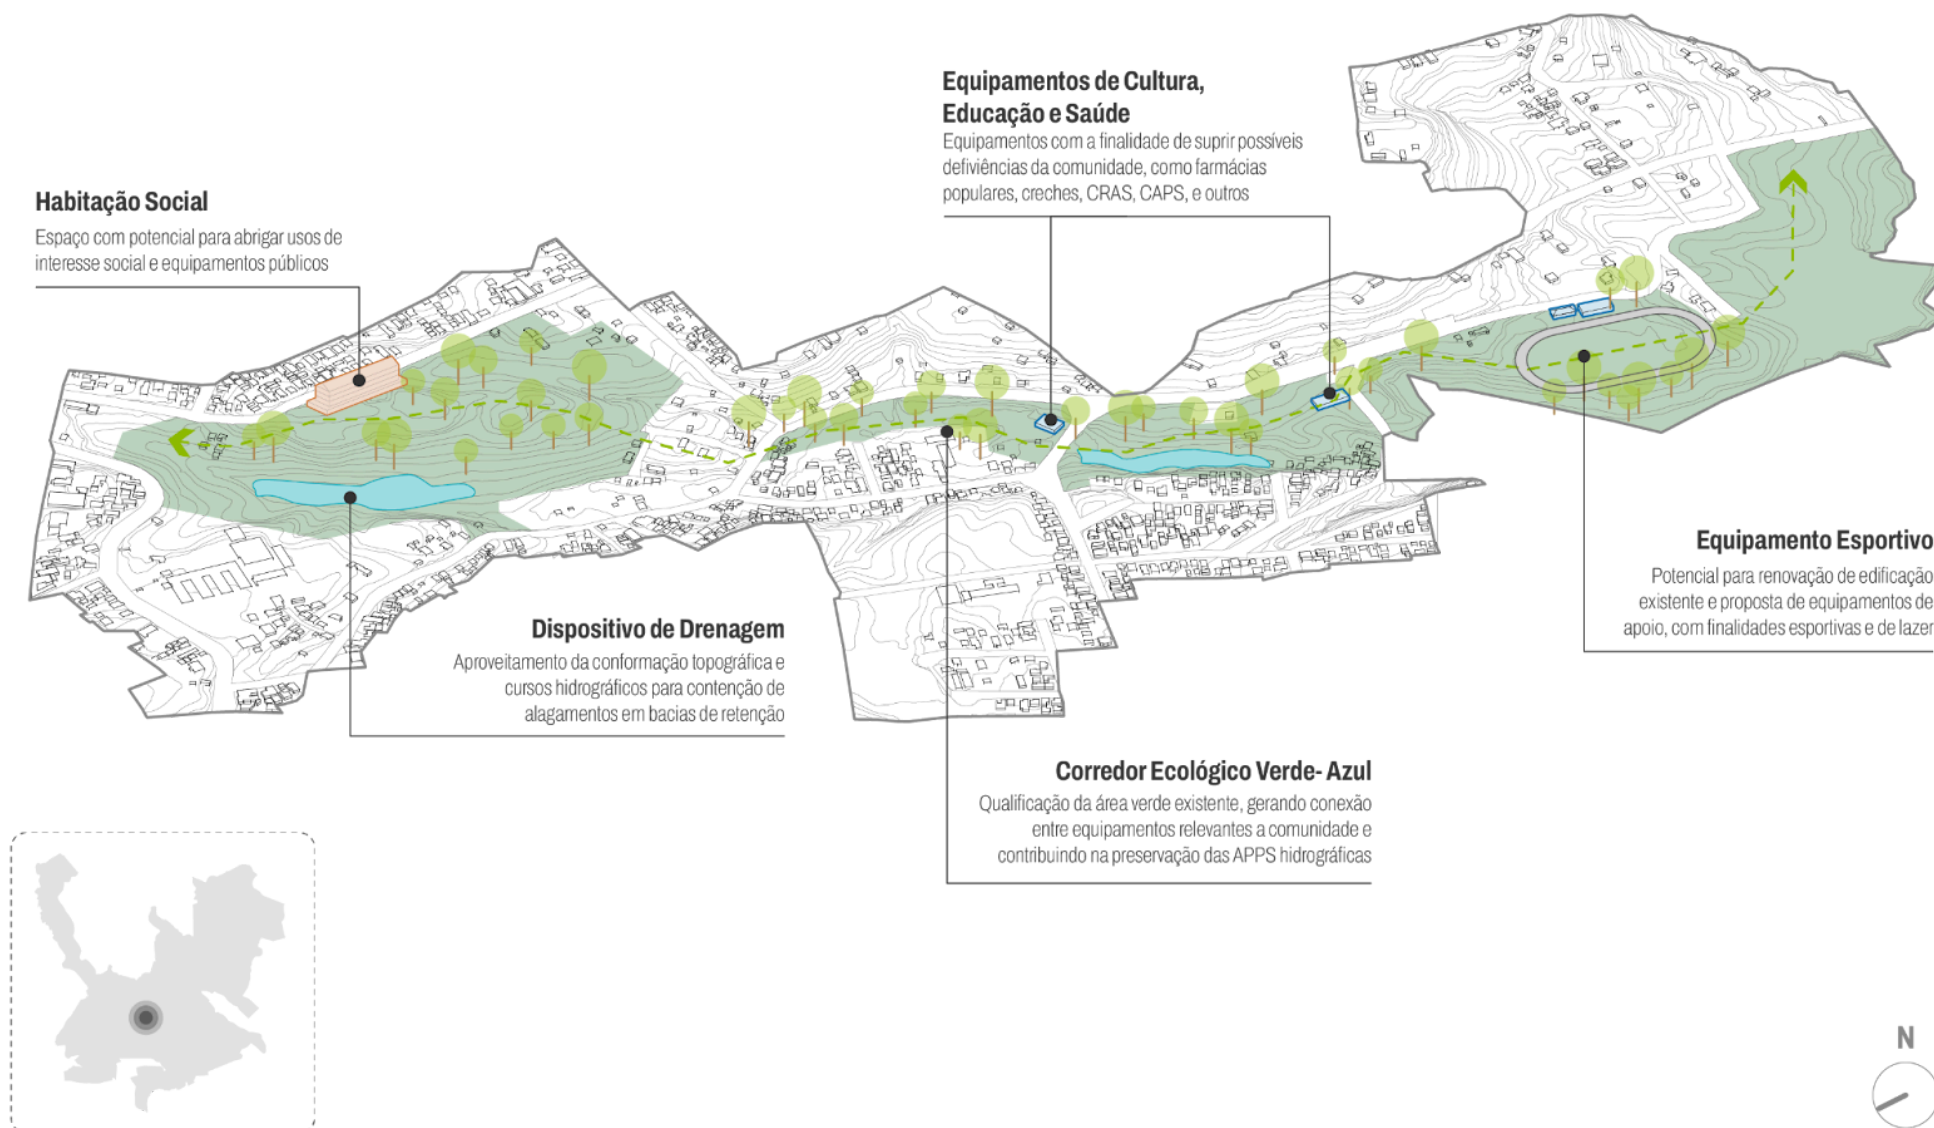 Habitação Social
Espaço com potencial para abrigar usos de
interesse social e equipamentos públicos
Equipamentos de Cultura,
Educação e Saúde
Equipamentos com a finalidade de suprir possíveis
defiviências da comunidade, como farmácias
populares, creches, CRAS, CAPS, e outros
Dispositivo de Drenagem
Aproveitamento da conformação topográfica e
cursos hidrográficos para contenção de
alagamentos em bacias de retenção
Corredor Ecológico Verde- Azul
Qualificação da área verde existente, gerando conexão
entre equipamentos relevantes a comunidade e
contribuindo na preservação das APPS hidrográficas
Equipamento Esportivo
Potencial para renovação de edificação
existente e proposta de equipamentos de
apoio, com finalidades esportivas e de lazer
N